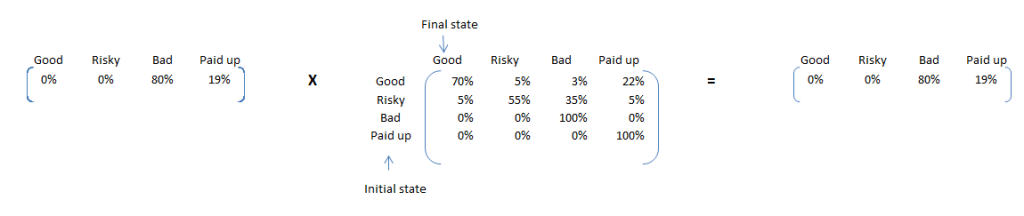 Final state
Good Risky Bad Paid up
0% 0% 80% 19%
X
Good Risky Bad Paid up
Good 70% 5% 3% 22%
Risky 5% 55% 35% 5%
Bad 0% 0% 100% 0%
Paid up 0% 0% 0% 100%
Initial state
=
Good Risky Bad Paid up
0% 0% 80% 19%